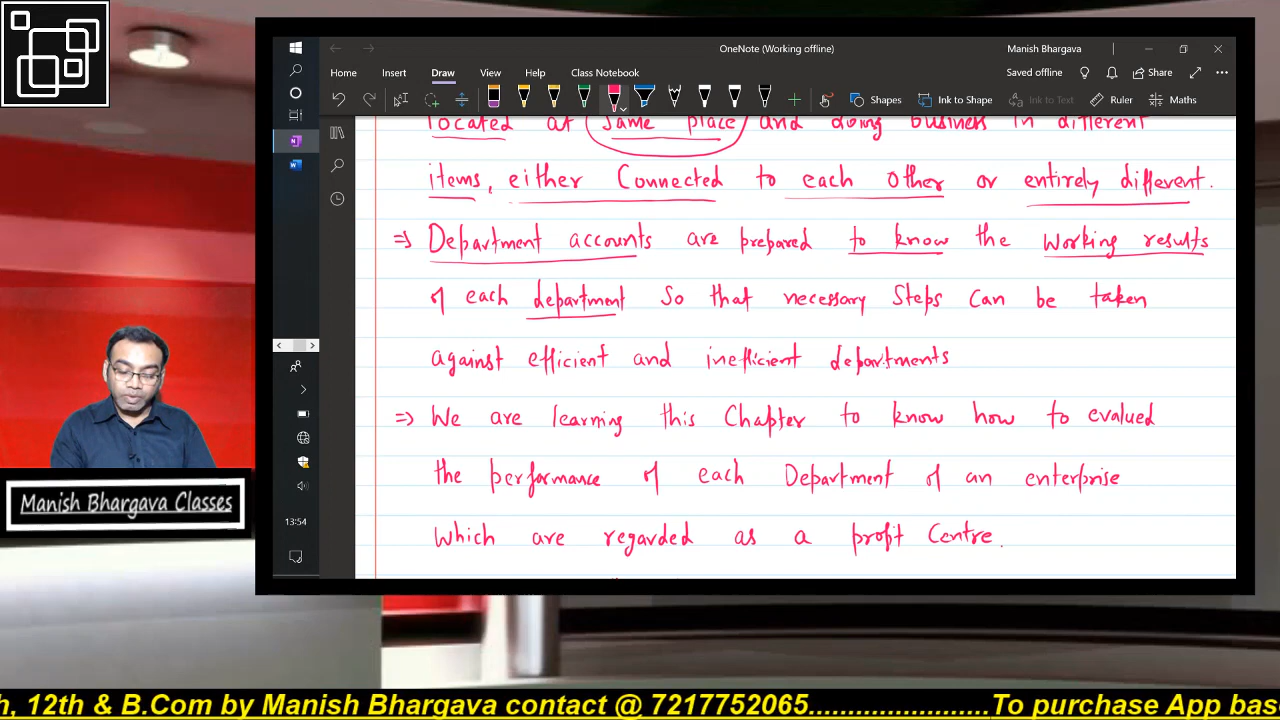 OneNote (Working offline)
Manish Bhargava
Home Insert Draw View Help Class Notebook
Saved offline Share
Shapes Ink to Shape Ink to Text Ruler Maths
located at same place and doing business in different
items, either Connected to each other or entirely different.
⇒ Department accounts are prepared to know the working results
of each department so that necessary steps can be taken
against efficient and inefficient departments
⇒ We are learning this Chapter to know how to evalued
the performance of each Department of an enterprise
which are regarded as a profit Centre.
Manish Bhargava Classes
13:54
h, 12th & B.Com by Manish Bhargava contact @ 7217752065.......................To purchase App bas